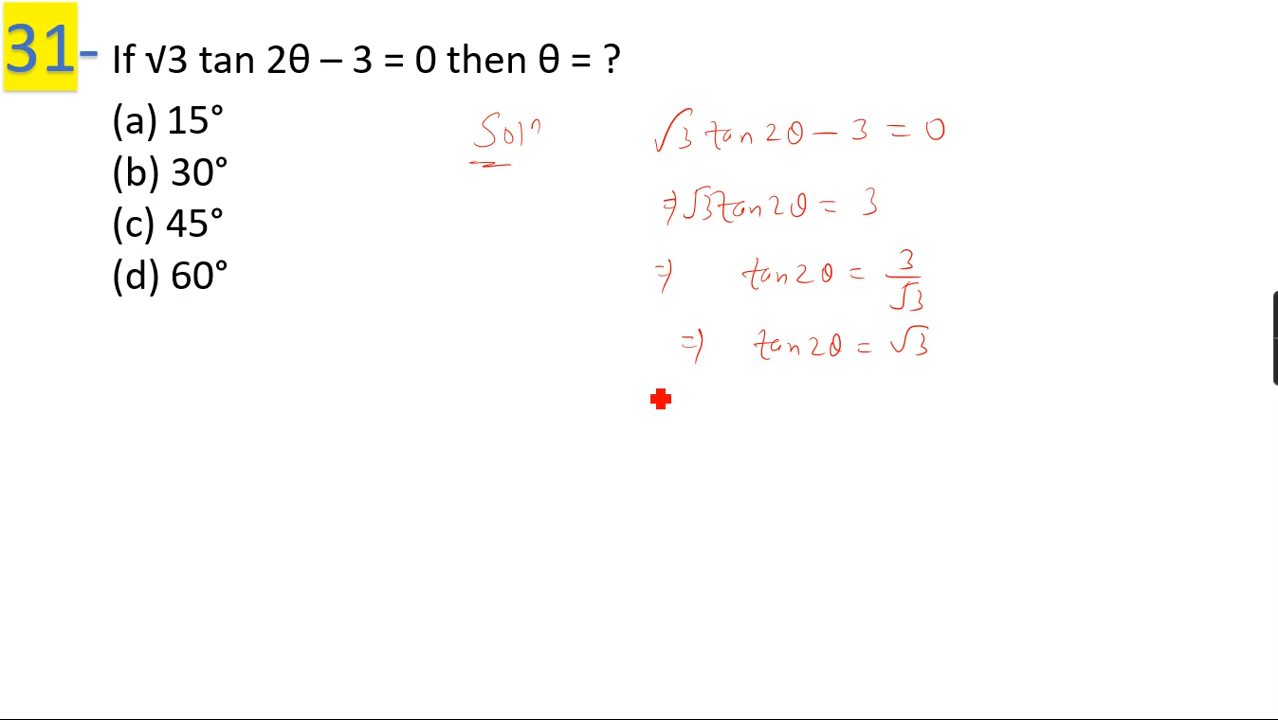 31- If √3 tan 2θ – 3 = 0 then θ = ?
(a) 15°
(b) 30°
(c) 45°
(d) 60°
Soln
√3 tan 2θ – 3 = 0
⇒ √3 tan 2θ = 3
⇒ tan 2θ = 3/√3
⇒ tan 2θ = √3